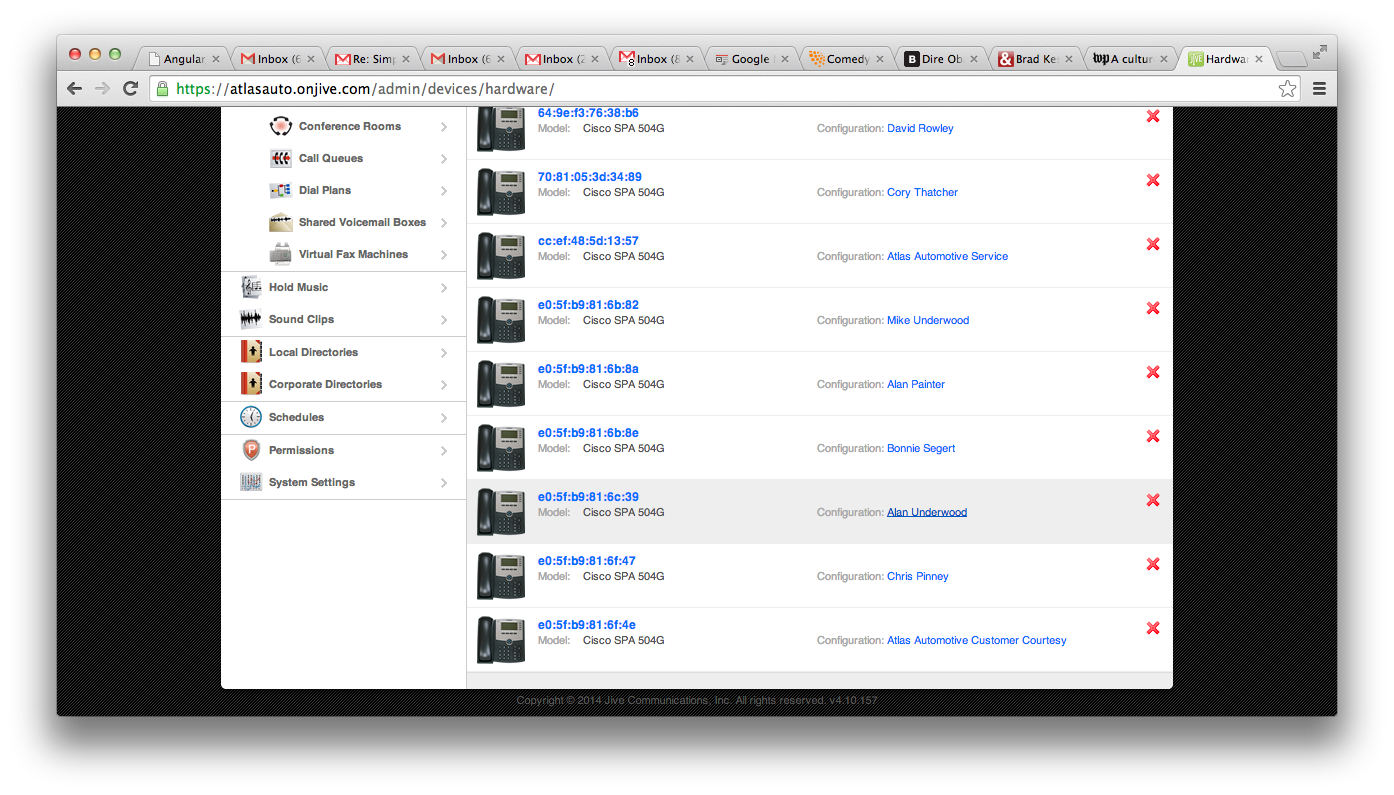 Angular
Inbox (6
Re: Simp
Inbox (6
Inbox (2
Inbox (8
Google
Comedy
Dire Ob
Brad Ke
A cultur
Hardwar
https://atlasauto.onjive.com/admin/devices/hardware/
Conference Rooms
Call Queues
Dial Plans
Shared Voicemail Boxes
Virtual Fax Machines
Hold Music
Sound Clips
Local Directories
Corporate Directories
Schedules
Permissions
System Settings
64:9e:f3:76:38:b6
Model: Cisco SPA 504G Configuration: David Rowley
70:81:05:3d:34:89
Model: Cisco SPA 504G Configuration: Cory Thatcher
cc:ef:48:5d:13:57
Model: Cisco SPA 504G Configuration: Atlas Automotive Service
e0:5f:b9:81:6b:82
Model: Cisco SPA 504G Configuration: Mike Underwood
e0:5f:b9:81:6b:8a
Model: Cisco SPA 504G Configuration: Alan Painter
e0:5f:b9:81:6b:8e
Model: Cisco SPA 504G Configuration: Bonnie Segert
e0:5f:b9:81:6c:39
Model: Cisco SPA 504G Configuration: Alan Underwood
e0:5f:b9:81:6f:47
Model: Cisco SPA 504G Configuration: Chris Pinney
e0:5f:b9:81:6f:4e
Model: Cisco SPA 504G Configuration: Atlas Automotive Customer Courtesy
Copyright © 2014 Jive Communications, Inc. All rights reserved. v4.10.157